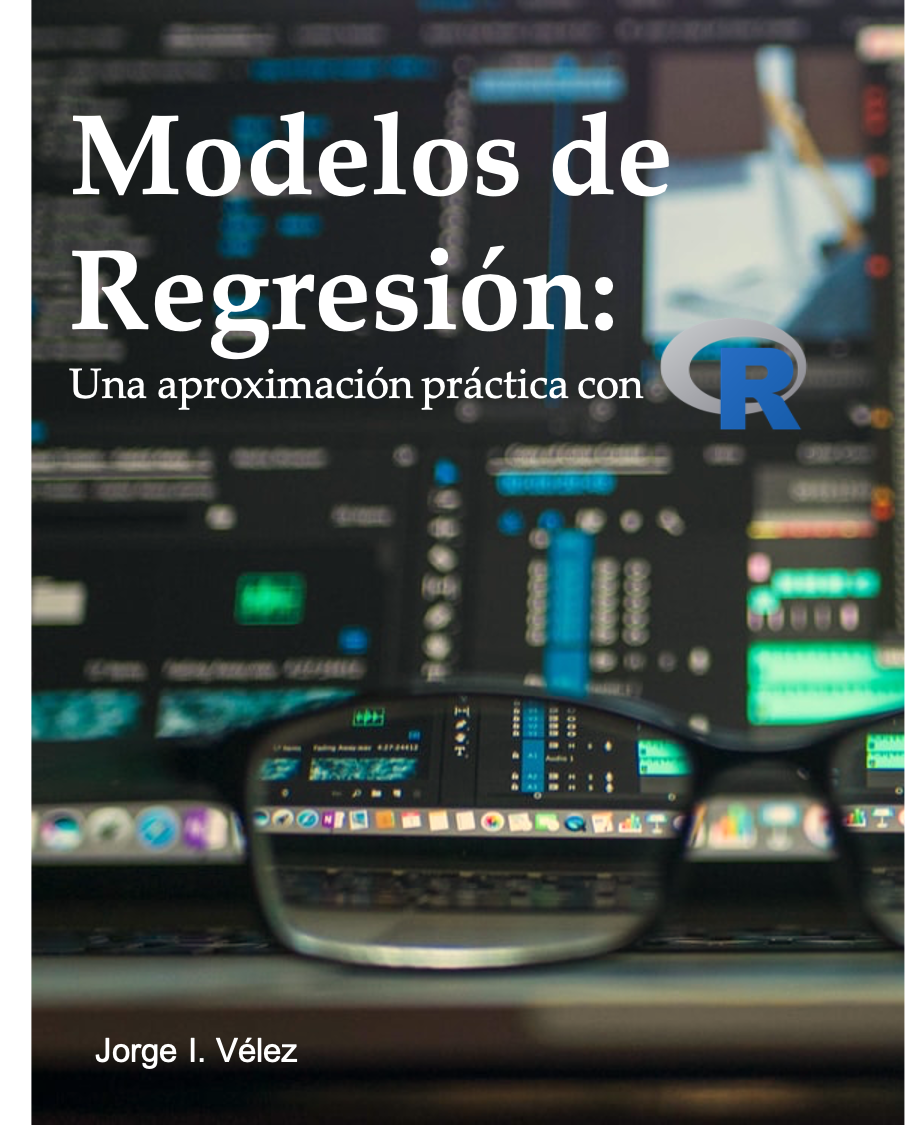 Modelos de
Regresión:
Una aproximación práctica con R
Jorge I. Vélez